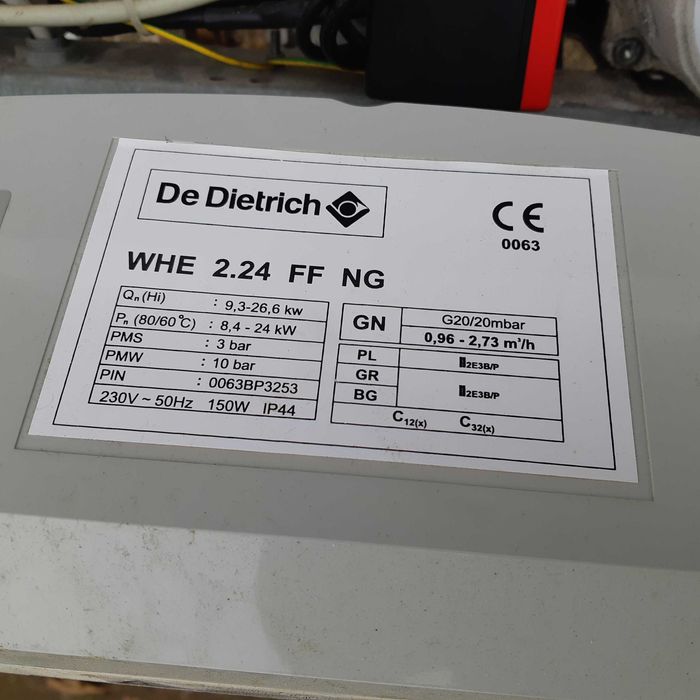 De Dietrich
CE
0063
WHE 2.24 FF NG
Qn (Hi) : 9,3-26,6 kw
Pn (80/60℃) : 8,4 - 24 kW
PMS : 3 bar
PMW : 10 bar
PIN : 0063BP3253
230V ~ 50Hz 150W IP44
GN G20/20mbar
0,96 - 2,73 m³/h
PL II2E3B/P
GR
BG II2E3B/P
C12(x) C32(x)